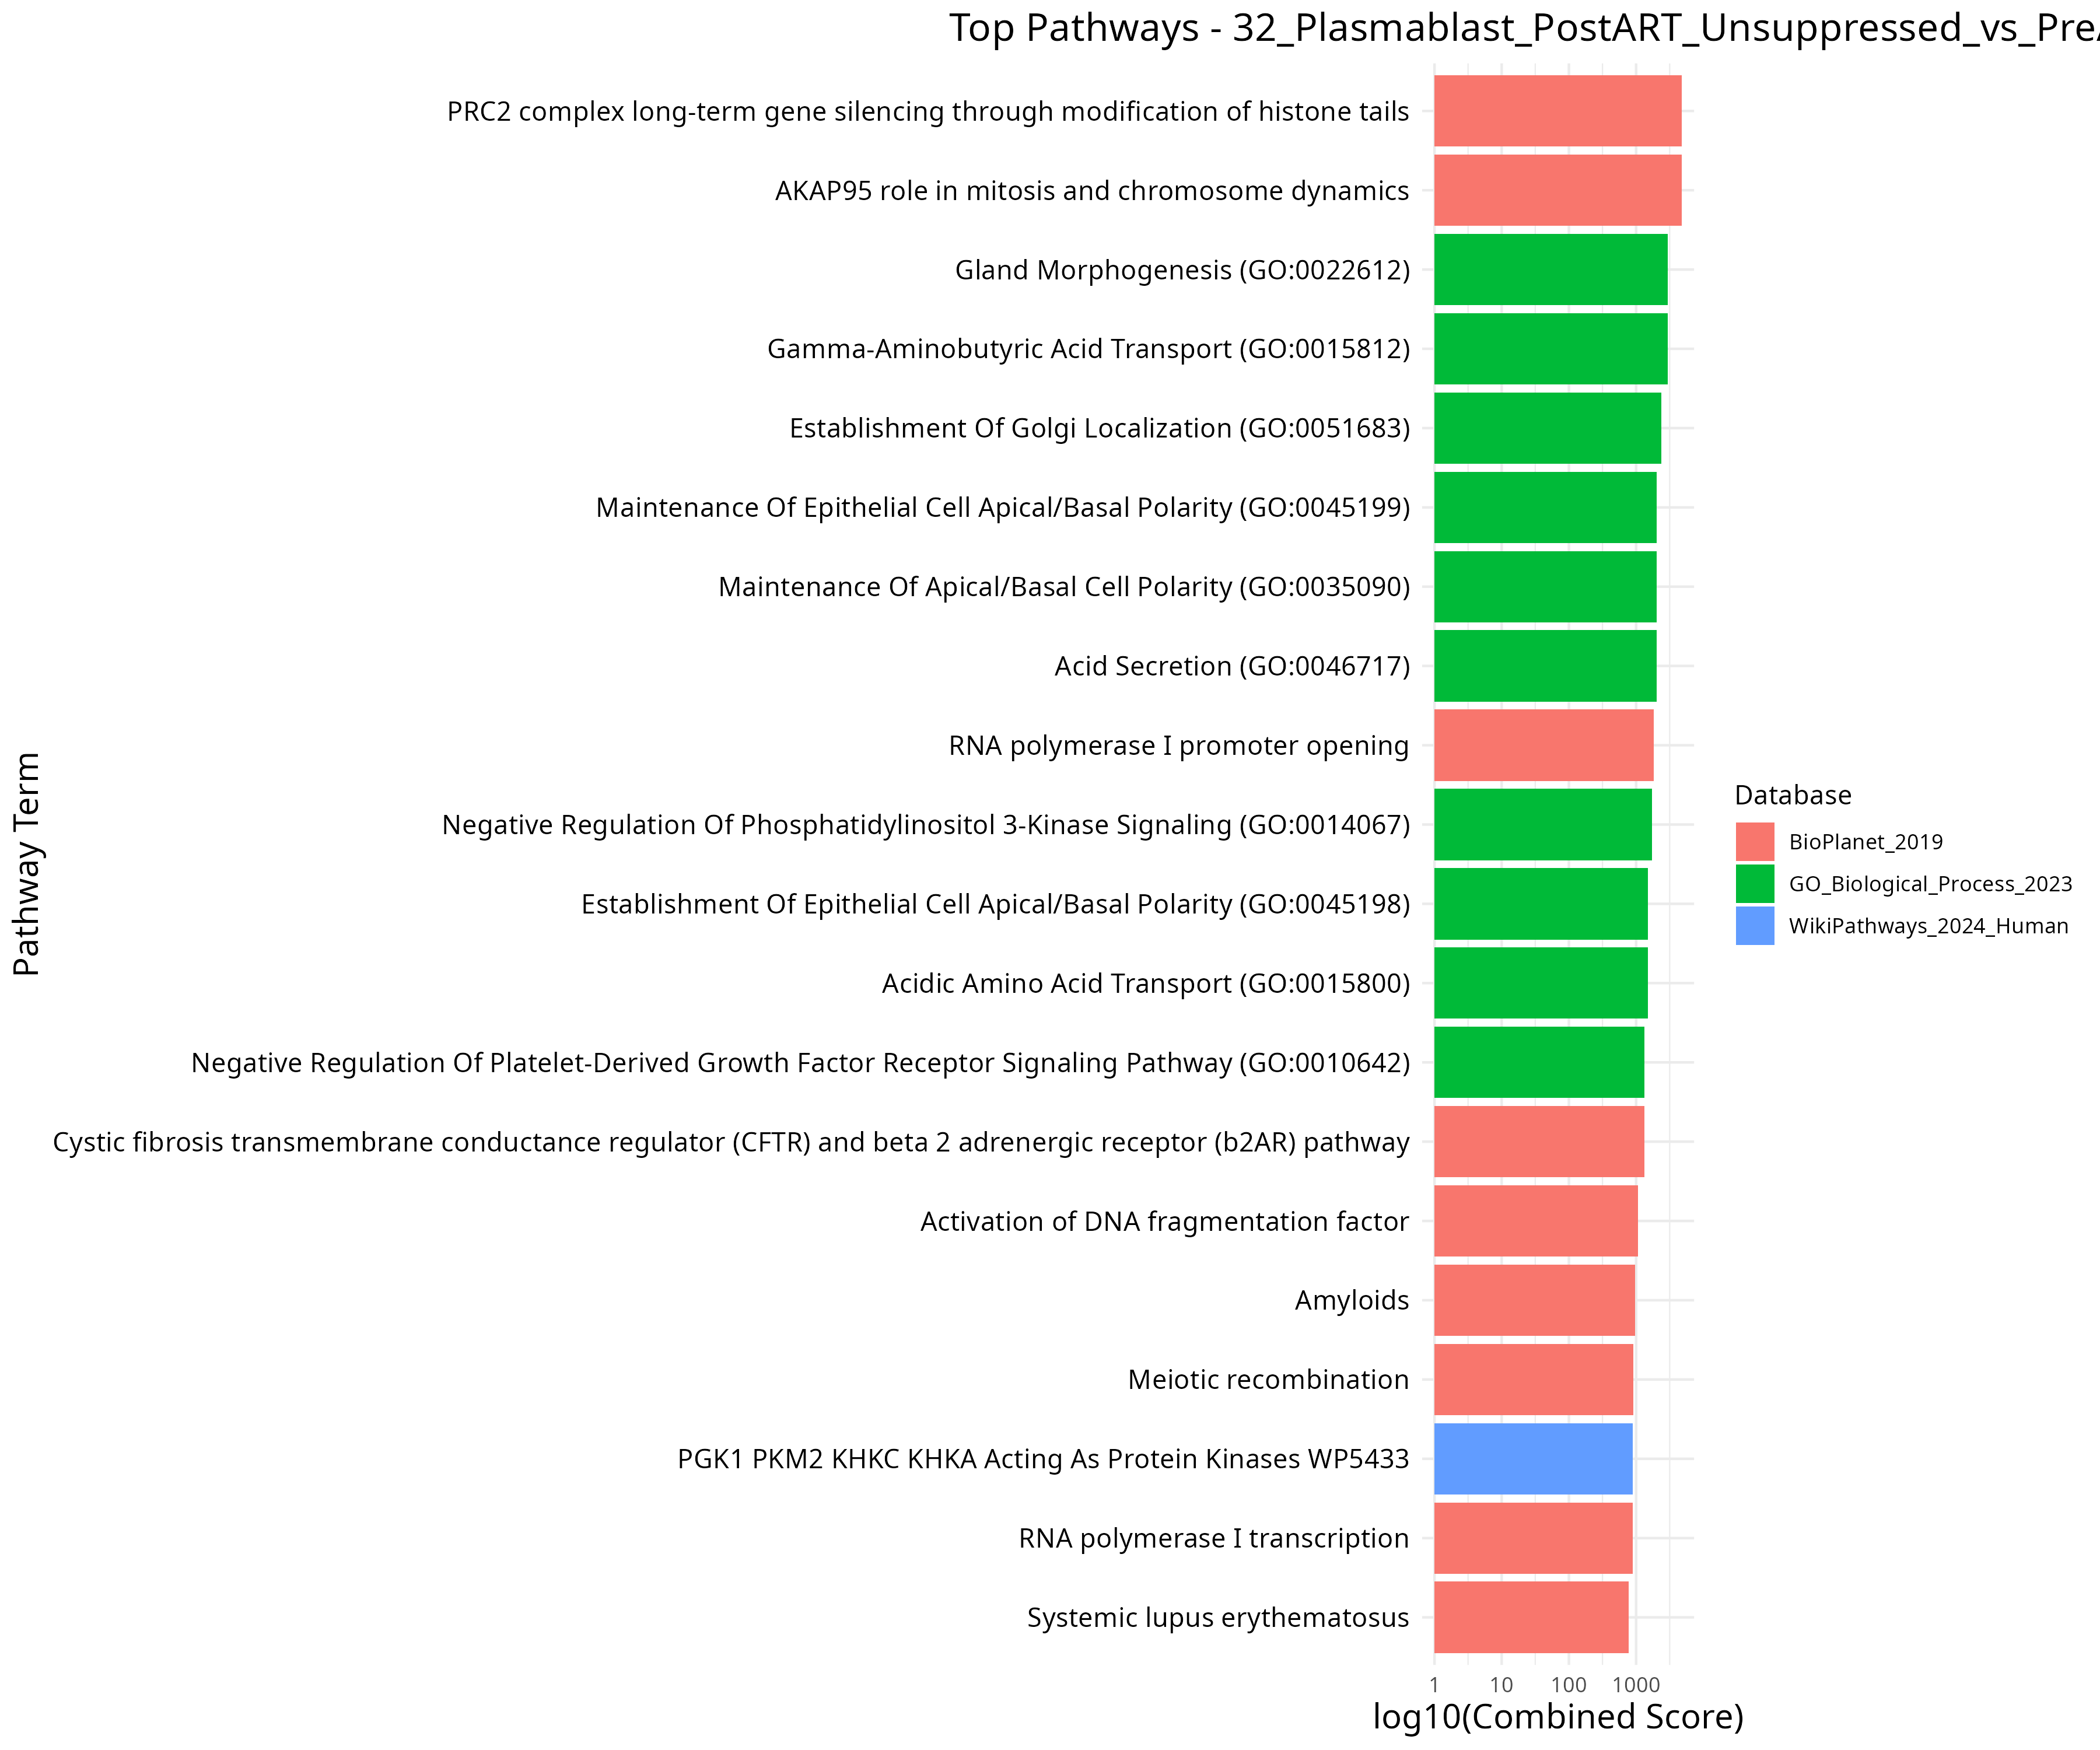 Top Pathways - 32_Plasmablast_PostART_Unsuppressed_vs_Pre
Pathway Term
PRC2 complex long-term gene silencing through modification of histone tails
AKAP95 role in mitosis and chromosome dynamics
Gland Morphogenesis (GO:0022612)
Gamma-Aminobutyric Acid Transport (GO:0015812)
Establishment Of Golgi Localization (GO:0051683)
Maintenance Of Epithelial Cell Apical/Basal Polarity (GO:0045199)
Maintenance Of Apical/Basal Cell Polarity (GO:0035090)
Acid Secretion (GO:0046717)
RNA polymerase I promoter opening
Negative Regulation Of Phosphatidylinositol 3-Kinase Signaling (GO:0014067)
Establishment Of Epithelial Cell Apical/Basal Polarity (GO:0045198)
Acidic Amino Acid Transport (GO:0015800)
Negative Regulation Of Platelet-Derived Growth Factor Receptor Signaling Pathway (GO:0010642)
Cystic fibrosis transmembrane conductance regulator (CFTR) and beta 2 adrenergic receptor (b2AR) pathway
Activation of DNA fragmentation factor
Amyloids
Meiotic recombination
PGK1 PKM2 KHKC KHKA Acting As Protein Kinases WP5433
RNA polymerase I transcription
Systemic lupus erythematosus
1 10 100 1000
log10(Combined Score)
Database
BioPlanet_2019
GO_Biological_Process_2023
WikiPathways_2024_Human